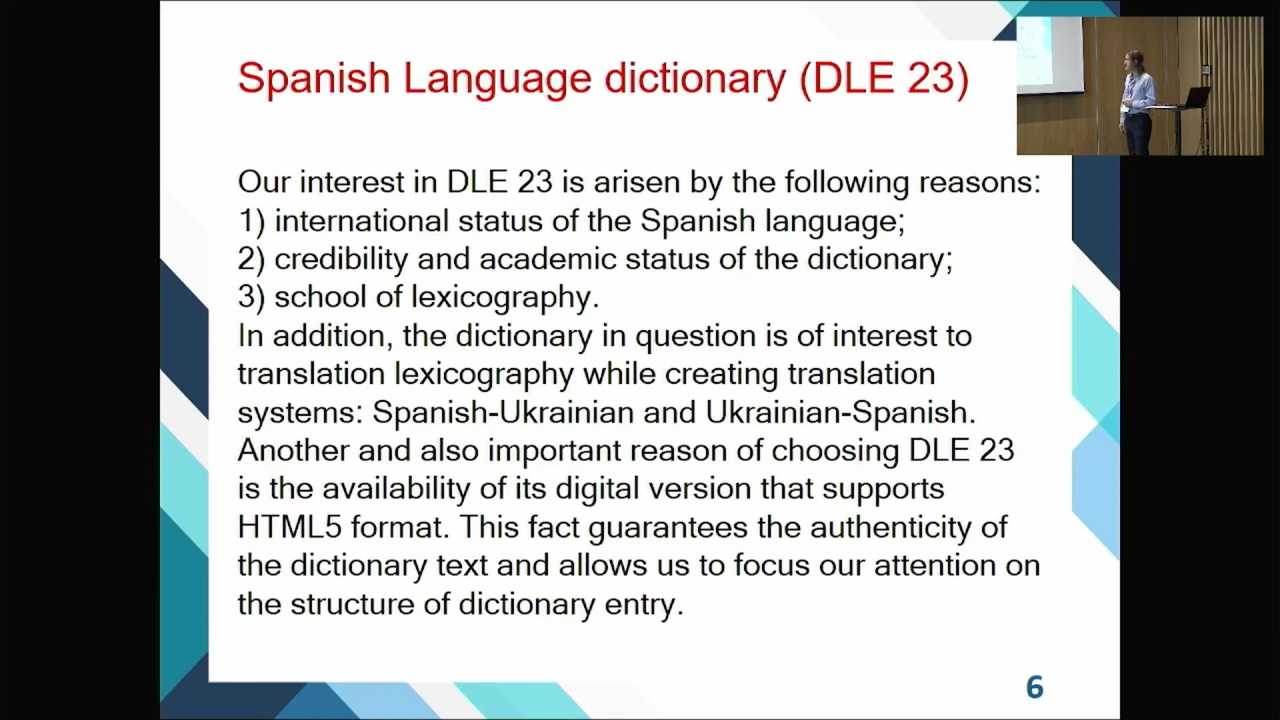 Spanish Language dictionary (DLE 23)
Our interest in DLE 23 is arisen by the following reasons:
1) international status of the Spanish language;
2) credibility and academic status of the dictionary;
3) school of lexicography.
In addition, the dictionary in question is of interest to
translation lexicography while creating translation
systems: Spanish-Ukrainian and Ukrainian-Spanish.
Another and also important reason of choosing DLE 23
is the availability of its digital version that supports
HTML5 format. This fact guarantees the authenticity of
the dictionary text and allows us to focus our attention on
the structure of dictionary entry.
6